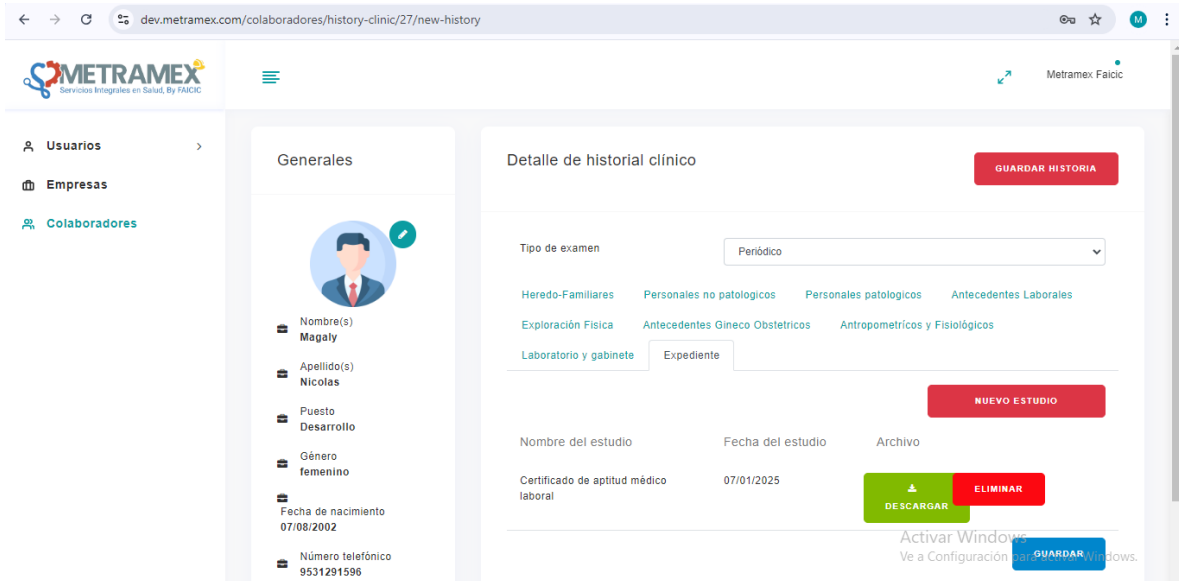 dev.metramex.com/colaboradores/history-clinic/27/new-history
M
METRAMEX
Servicios Integrales en Salud, By FAICIC
Metramex Faicic
Usuarios
Empresas
Colaboradores
Generales
Nombre(s)
Magaly
Apellido(s)
Nicolas
Puesto
Desarrollo
Género
femenino
Fecha de nacimiento
07/08/2002
Número telefónico
9531291596
Detalle de historial clínico
GUARDAR HISTORIA
Tipo de examen
Periódico
Heredo-Familiares Personales no patologicos Personales patologicos Antecedentes Laborales
Exploración Fisica Antecedentes Gineco Obstetricos Antropometrícos y Fisiológicos
Laboratorio y gabinete Expediente
NUEVO ESTUDIO
Nombre del estudio Fecha del estudio Archivo
Certificado de aptitud médico
laboral
07/01/2025
DESCARGAR
ELIMINAR
GUARDAR
Activar Windows
Ve a Configuración para activar Windows.